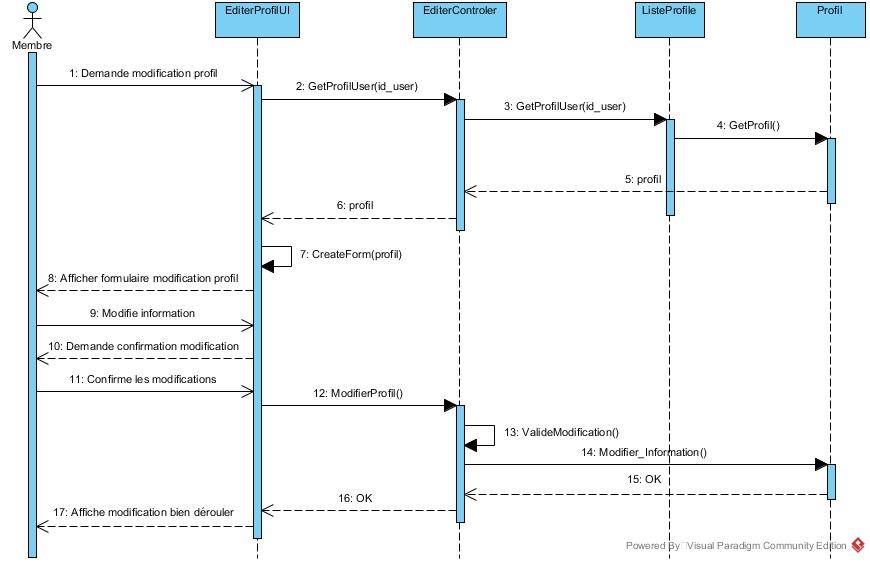 EditerProfilUI
EditerControler
ListeProfile
Profil
Membre
1: Demande modification profil
2: GetProfilUser(id_user)
3: GetProfilUser(id_user)
4: GetProfil()
5: profil
6: profil
7: CreateForm(profil)
8: Afficher formulaire modification profil
9: Modifie information
10: Demande confirmation modification
11: Confirme les modifications
12: ModifierProfil()
13: ValideModification()
14: Modifier_Information()
15: OK
16: OK
17: Affiche modification bien dérouler
Powered By Visual Paradigm Community Edition